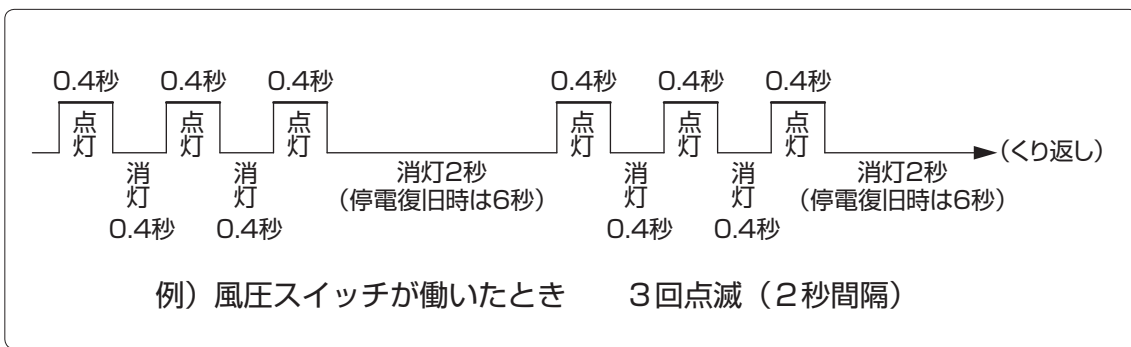 0.4秒 0.4秒 0.4秒 0.4秒 0.4秒 0.4秒
点灯 点灯 点灯 点灯 点灯 点灯
(くり返し)
消灯 消灯 消灯2秒 消灯 消灯 消灯2秒
(停電復旧時は6秒) (停電復旧時は6秒)
0.4秒 0.4秒 0.4秒 0.4秒
例）風圧スイッチが働いたとき　3回点滅（2秒間隔）